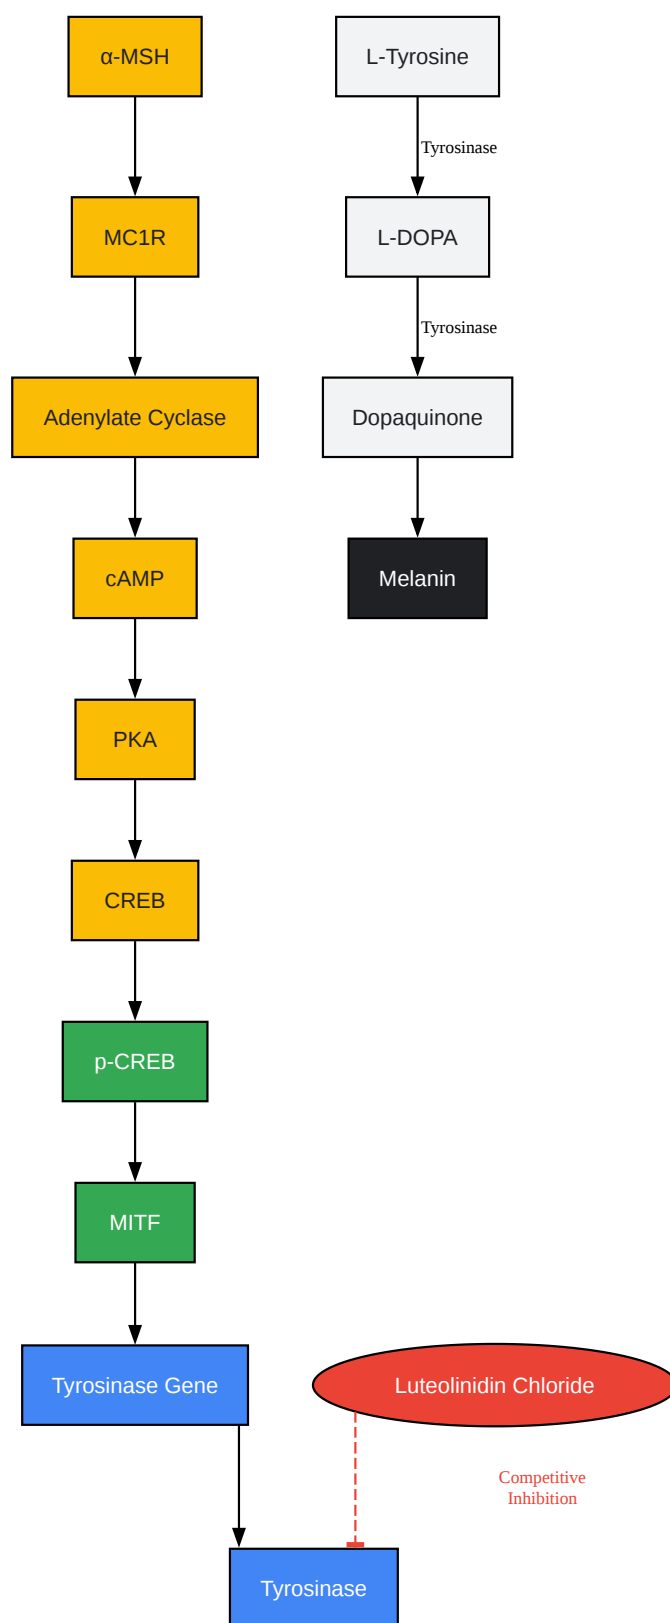 α-MSH
MC1R
Adenylate Cyclase
cAMP
PKA
CREB
p-CREB
MITF
Tyrosinase Gene
Tyrosinase
L-Tyrosine
Tyrosinase
L-DOPA
Tyrosinase
Dopaquinone
Melanin
Luteolinidin Chloride
Competitive
Inhibition